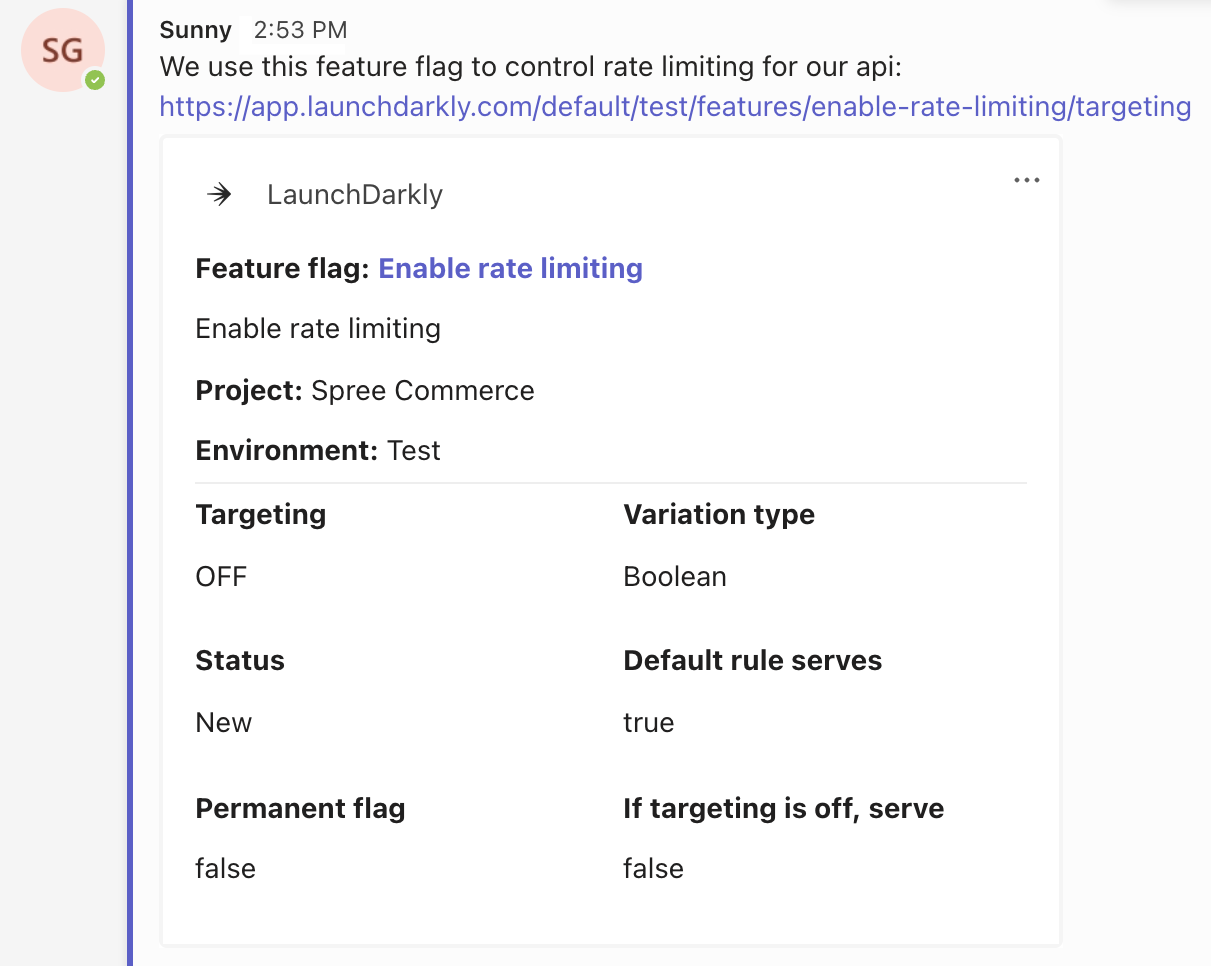 SG
Sunny 2:53 PM
We use this feature flag to control rate limiting for our api:
https://app.launchdarkly.com/default/test/features/enable-rate-limiting/targeting
LaunchDarkly
Feature flag: Enable rate limiting
Enable rate limiting
Project: Spree Commerce
Environment: Test
Targeting Variation type
OFF Boolean
Status Default rule serves
New true
Permanent flag If targeting is off, serve
false false